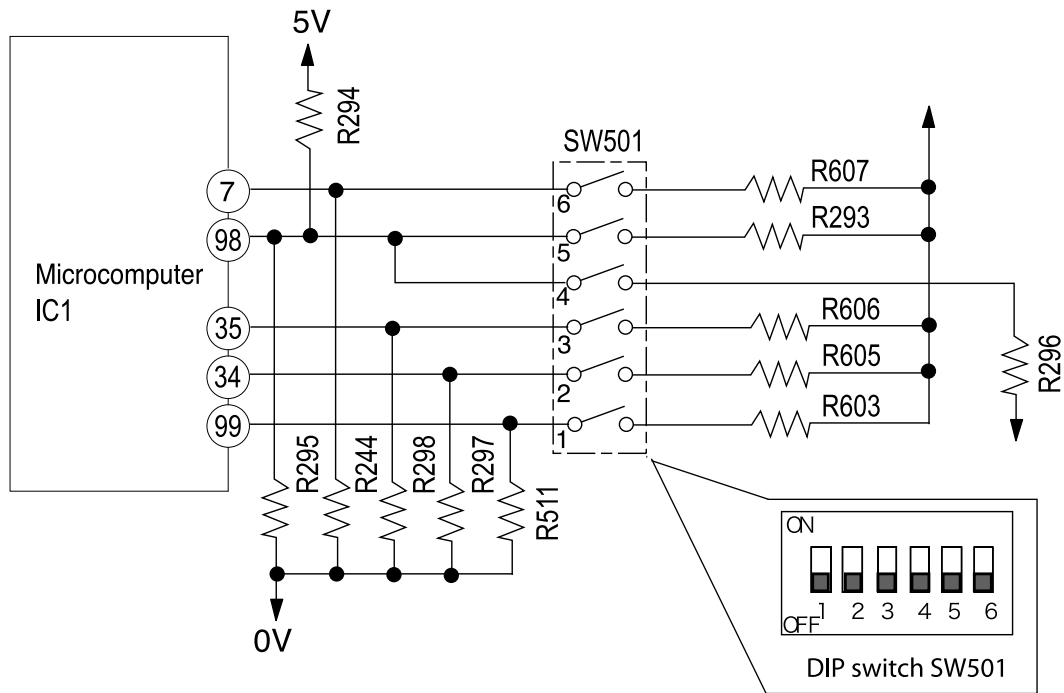 5V
R294
SW501
7
6
R607
98
5
R293
Microcomputer
IC1
4
35
3
R606
34
2
R605
R296
99
1
R603
R295
R244
R298
R297
R511
0V
ON
OFF
1 2 3 4 5 6
DIP switch SW501